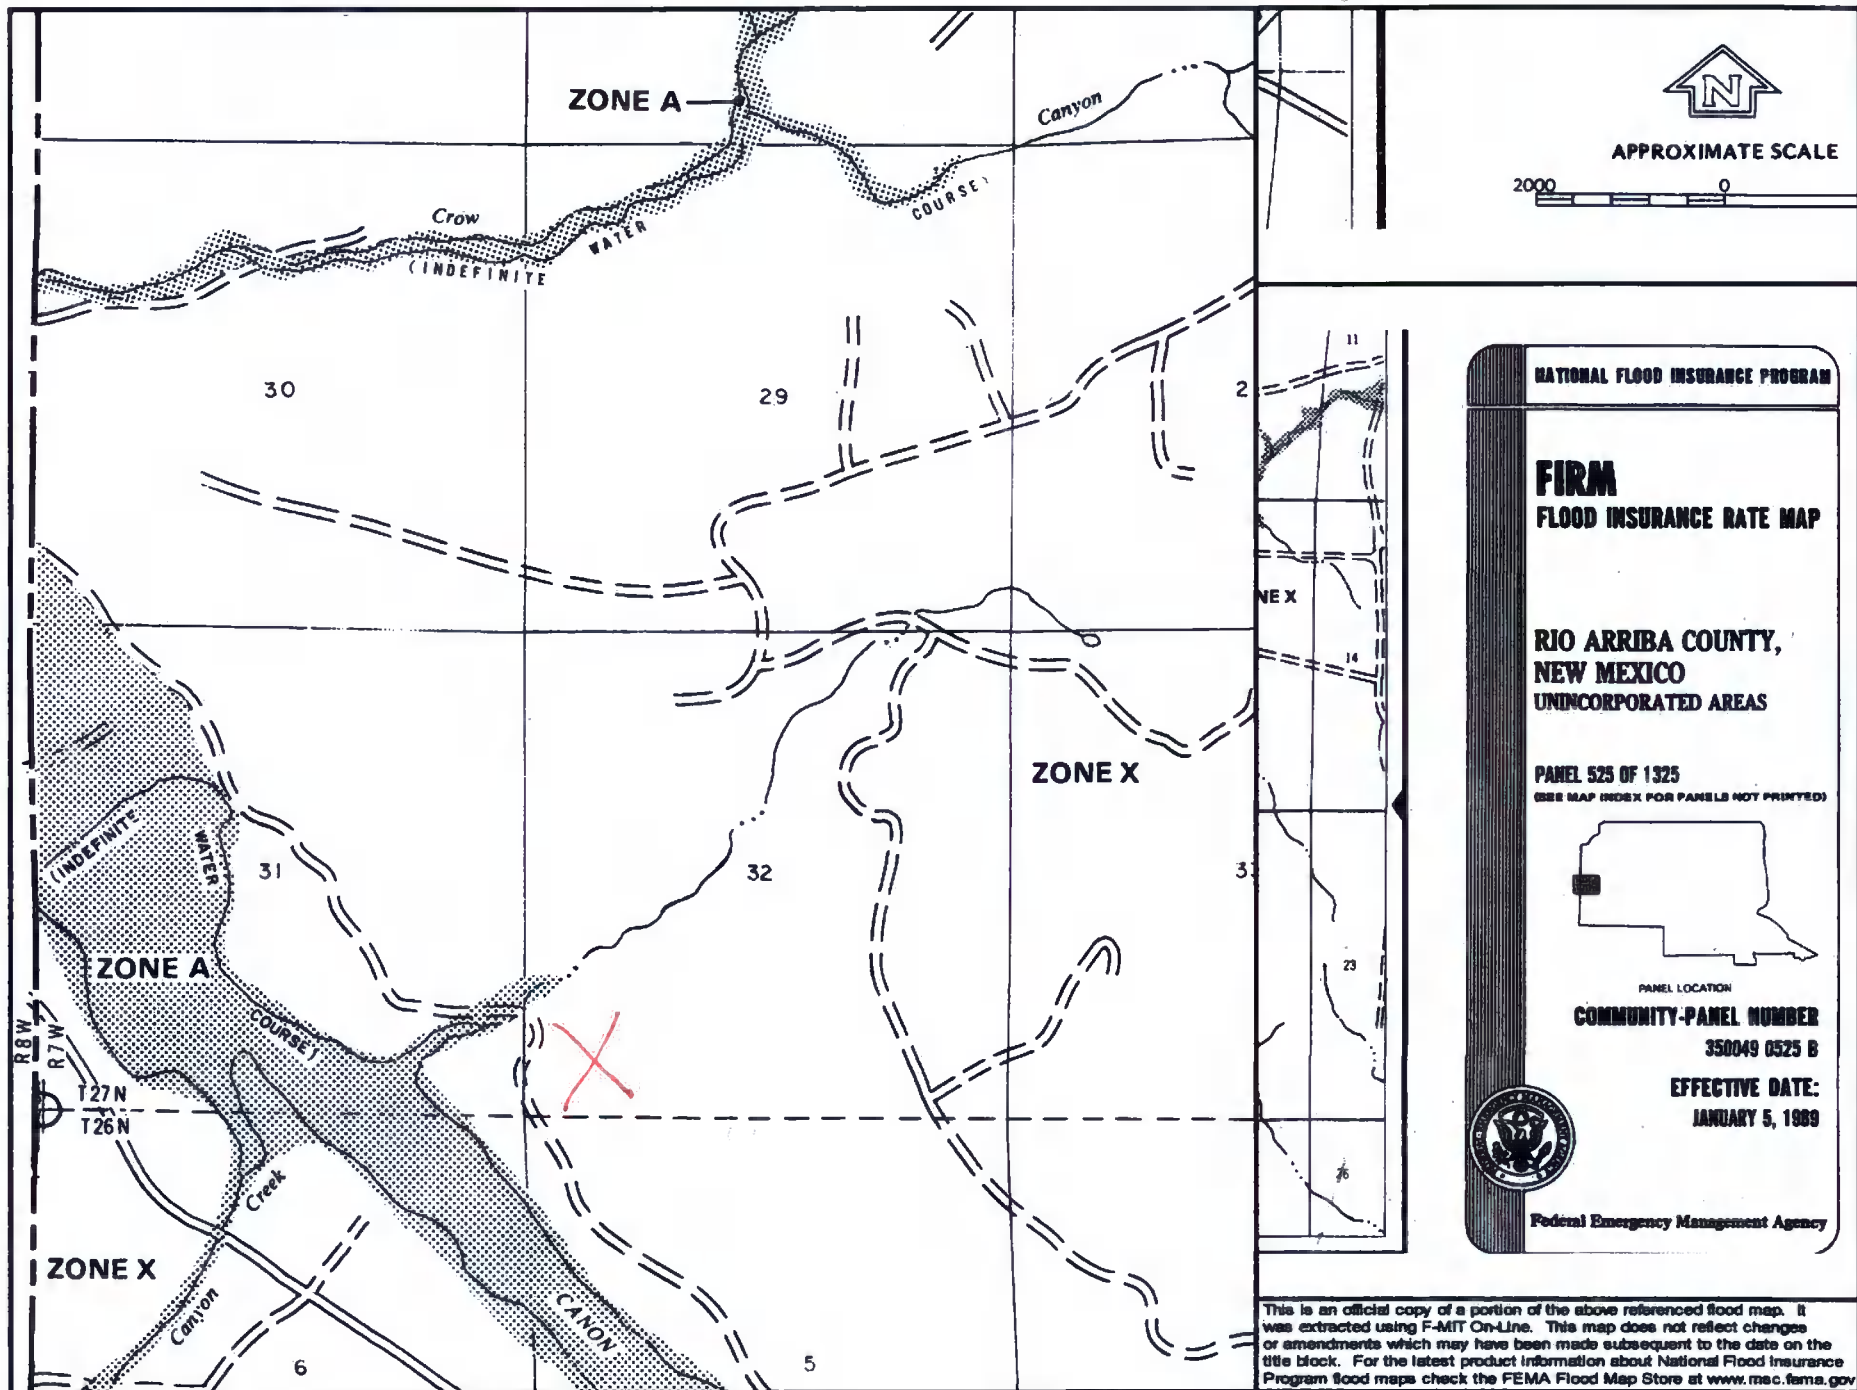 ZONE A
Canyon
COURSE)
Crow
WATER
(INDEFINITE
30
29
2
ZONE X
(INDEFINITE
WATER
31
32
3
ZONE A
COURSE)
R8W
R7W
T27N
T26N
Creek
Canyon
ZONE X
CANON
6
5
11
NE X
14
23
26
N
APPROXIMATE SCALE
2000 0
NATIONAL FLOOD INSURANCE PROGRAM
FIRM
FLOOD INSURANCE RATE MAP
RIO ARRIBA COUNTY,
NEW MEXICO
UNINCORPORATED AREAS
PANEL 525 OF 1325
(SEE MAP INDEX FOR PANELS NOT PRINTED)
PANEL LOCATION
COMMUNITY-PANEL NUMBER
350049 0525 B
EFFECTIVE DATE:
JANUARY 5, 1989
Federal Emergency Management Agency
This is an official copy of a portion of the above referenced flood map. It
was extracted using F-MIT On-Line. This map does not reflect changes
or amendments which may have been made subsequent to the date on the
title block. For the latest product information about National Flood Insurance
Program flood maps check the FEMA Flood Map Store at www.msc.fema.gov